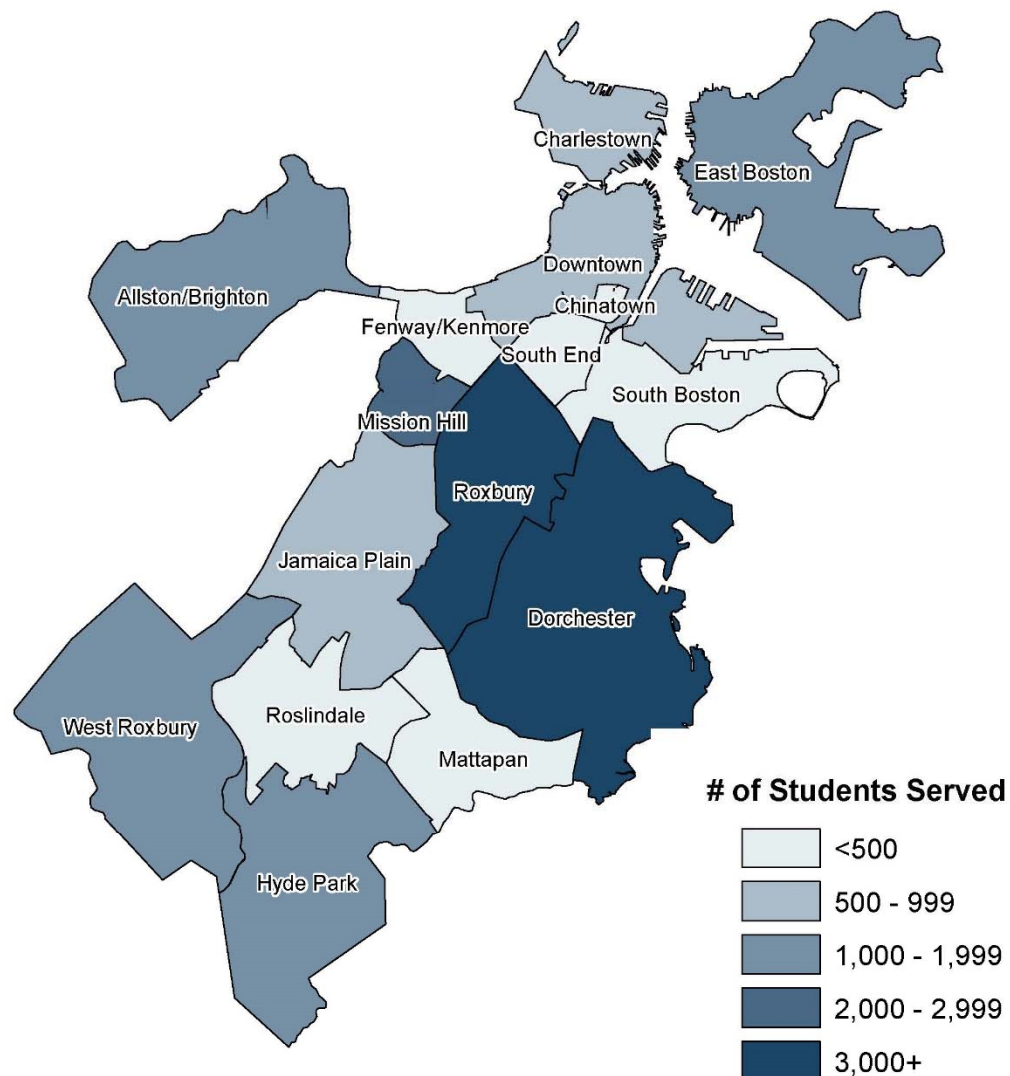 Charlestown
East Boston
Downtown
Allston/Brighton
Chinatown
Fenway/Kenmore
South End
South Boston
Mission Hill
Roxbury
Jamaica Plain
Dorchester
Roslindale
West Roxbury
Mattapan
Hyde Park
# of Students Served
<500
500 - 999
1,000 - 1,999
2,000 - 2,999
3,000+